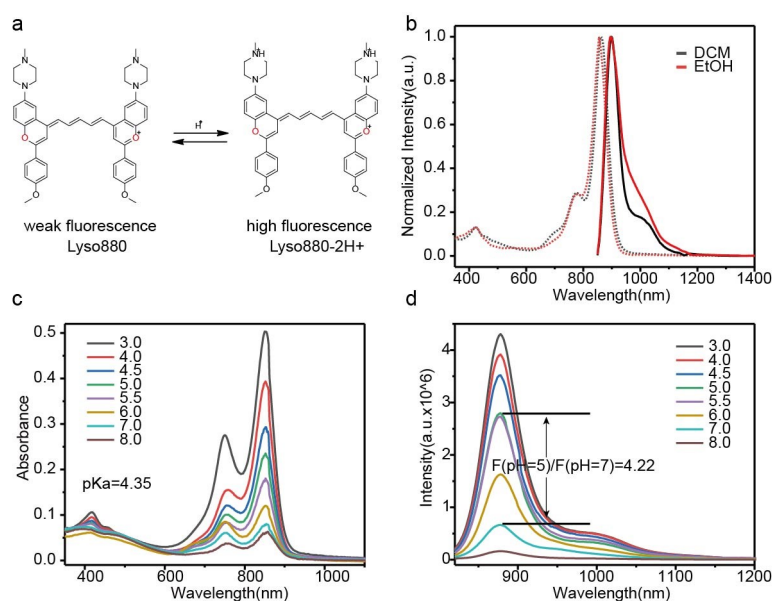 a
CH₃
CH₃
N
N
N
N
O
O
+
O
O
weak fluorescence
Lyso880
H⁺
NH
NH
+
+
N
N
O
O
+
O
O
high fluorescence
Lyso880-2H+
b
Normalized Intensity(a.u.)
1.0
0.8
0.6
0.4
0.2
0.0
DCM
EtOH
400
600
800
1000
1200
1400
Wavelength(nm)
c
Absorbance
0.5
0.4
0.3
0.2
0.1
0.0
3.0
4.0
4.5
5.0
5.5
6.0
7.0
8.0
pKa=4.35
400
600
800
1000
Wavelength(nm)
d
Intensity(a.u.x10^6)
4
2
0
3.0
4.0
4.5
5.0
5.5
6.0
7.0
8.0
F(pH=5)/F(pH=7)=4.22
900
1000
1100
1200
Wavelength(nm)